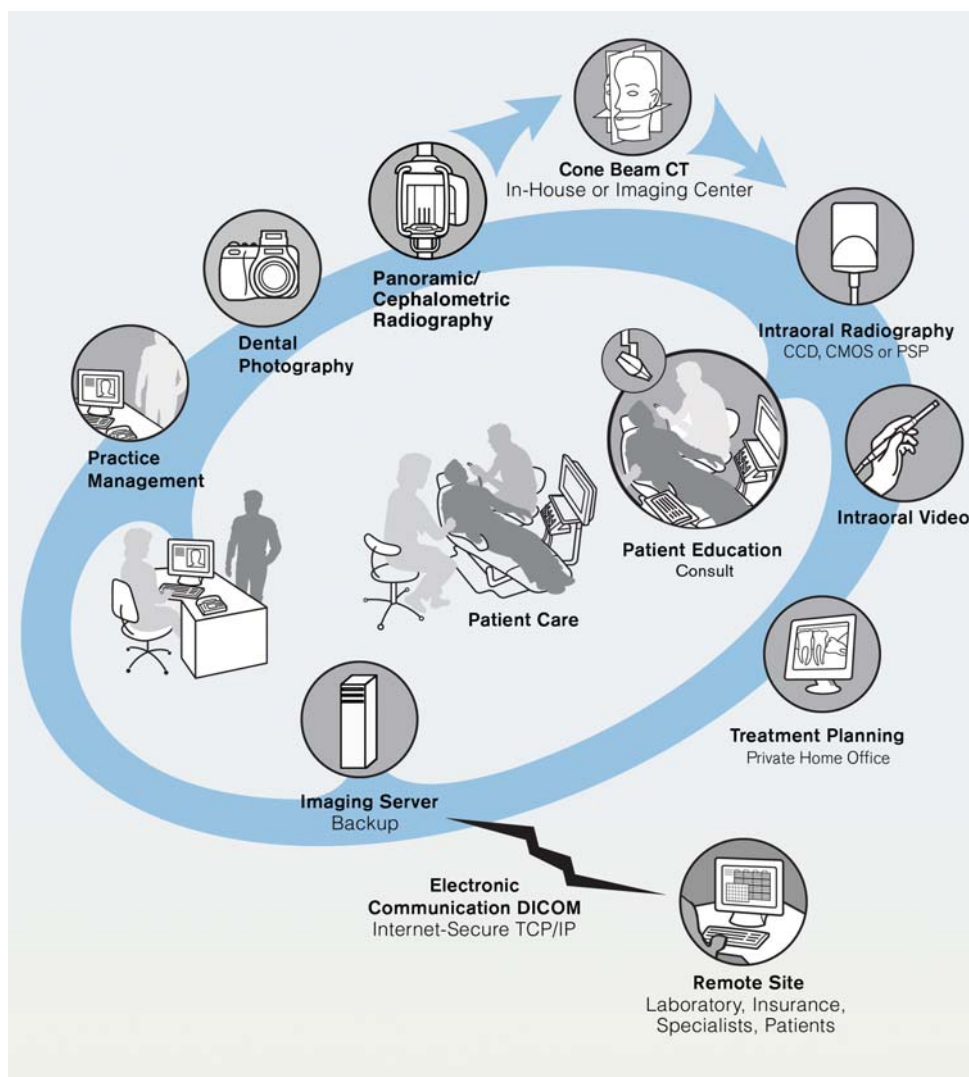 Cone Beam CT
In-House or Imaging Center
Panoramic/
Cephalometric
Radiography
Intraoral Radiography
CCD, CMOS or PSP
Dental
Photography
Practice
Management
Intraoral Video
Patient Education
Consult
Patient Care
Treatment Planning
Private Home Office
Imaging Server
Backup
Electronic
Communication DICOM
Internet-Secure TCP/IP
Remote Site
Laboratory, Insurance,
Specialists, Patients